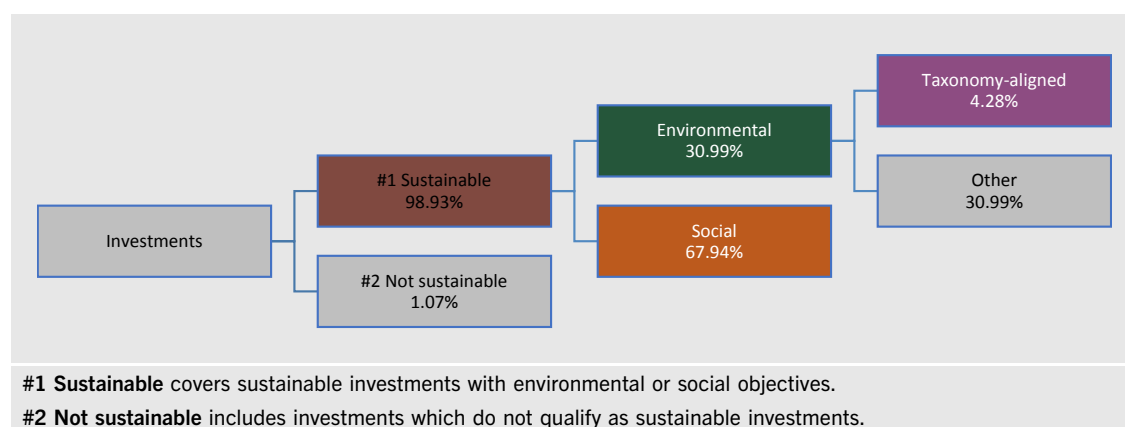 Investments
#1 Sustainable
98.93%
#2 Not sustainable
1.07%
Environmental
30.99%
Social
67.94%
Taxonomy-aligned
4.28%
Other
30.99%
#1 Sustainable covers sustainable investments with environmental or social objectives.
#2 Not sustainable includes investments which do not qualify as sustainable investments.